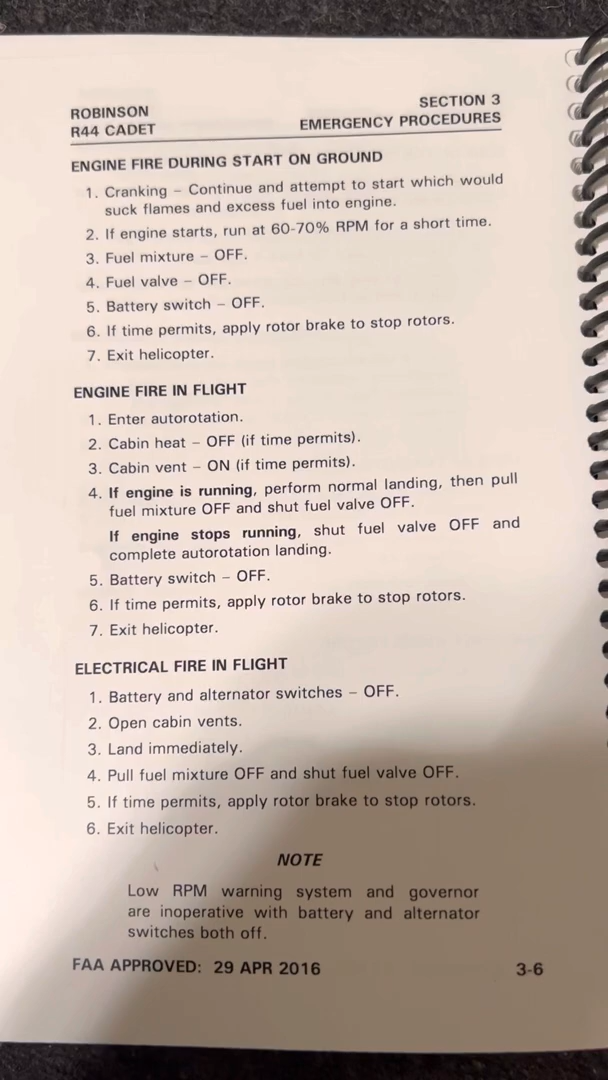 ROBINSON
R44 CADET
SECTION 3
EMERGENCY PROCEDURES
ENGINE FIRE DURING START ON GROUND
1. Cranking – Continue and attempt to start which would
suck flames and excess fuel into engine.
2. If engine starts, run at 60-70% RPM for a short time.
3. Fuel mixture – OFF.
4. Fuel valve – OFF.
5. Battery switch – OFF.
6. If time permits, apply rotor brake to stop rotors.
7. Exit helicopter.
ENGINE FIRE IN FLIGHT
1. Enter autorotation.
2. Cabin heat – OFF (if time permits).
3. Cabin vent – ON (if time permits).
4. If engine is running, perform normal landing, then pull
fuel mixture OFF and shut fuel valve OFF.
If engine stops running, shut fuel valve OFF and
complete autorotation landing.
5. Battery switch – OFF.
6. If time permits, apply rotor brake to stop rotors.
7. Exit helicopter.
ELECTRICAL FIRE IN FLIGHT
1. Battery and alternator switches – OFF.
2. Open cabin vents.
3. Land immediately.
4. Pull fuel mixture OFF and shut fuel valve OFF.
5. If time permits, apply rotor brake to stop rotors.
6. Exit helicopter.
NOTE
Low RPM warning system and governor
are inoperative with battery and alternator
switches both off.
FAA APPROVED: 29 APR 2016
3-6